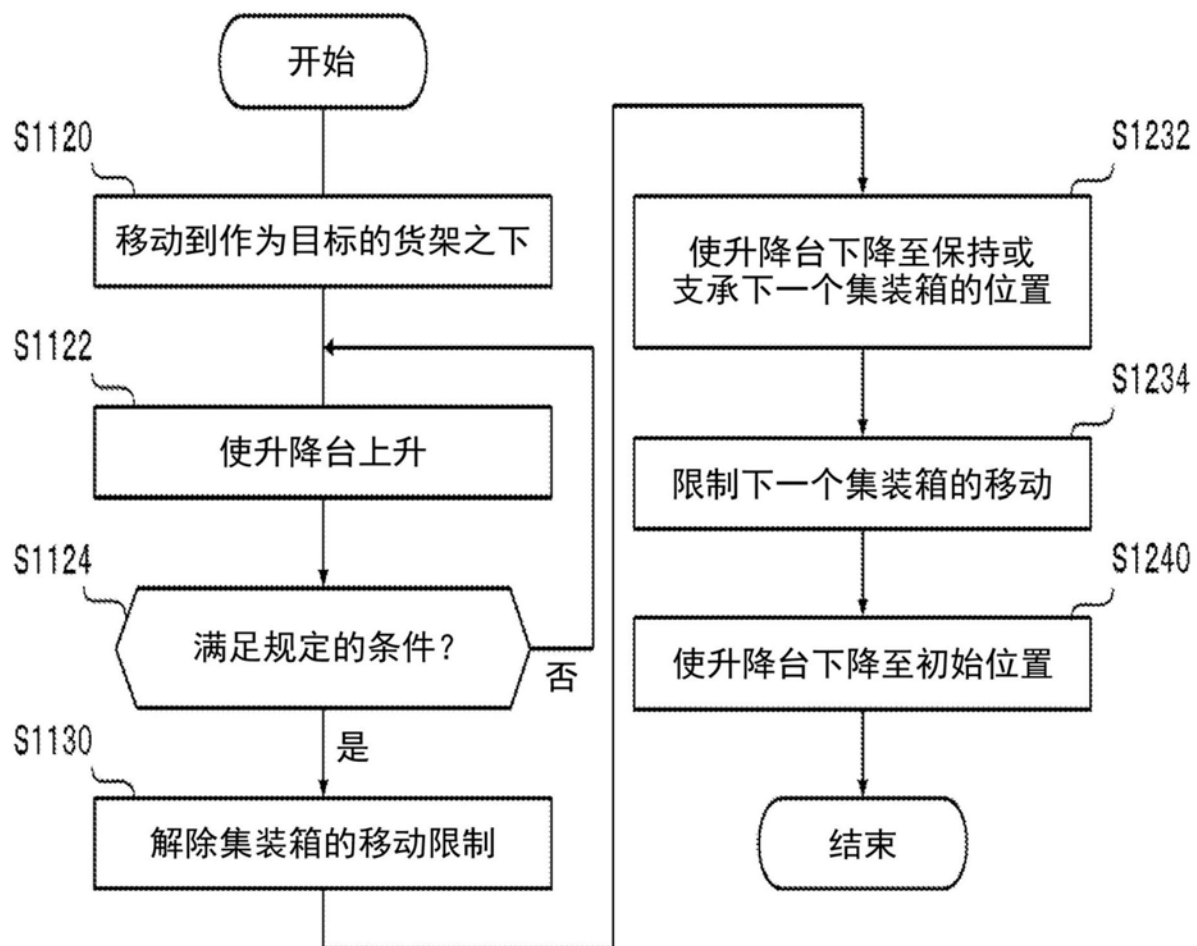 开始
S1120
移动到作为目标的货架之下
S1122
使升降台上升
S1124
满足规定的条件?
否
是
S1130
解除集装箱的移动限制
S1232
使升降台下降至保持或
支承下一个集装箱的位置
S1234
限制下一个集装箱的移动
S1240
使升降台下降至初始位置
结束